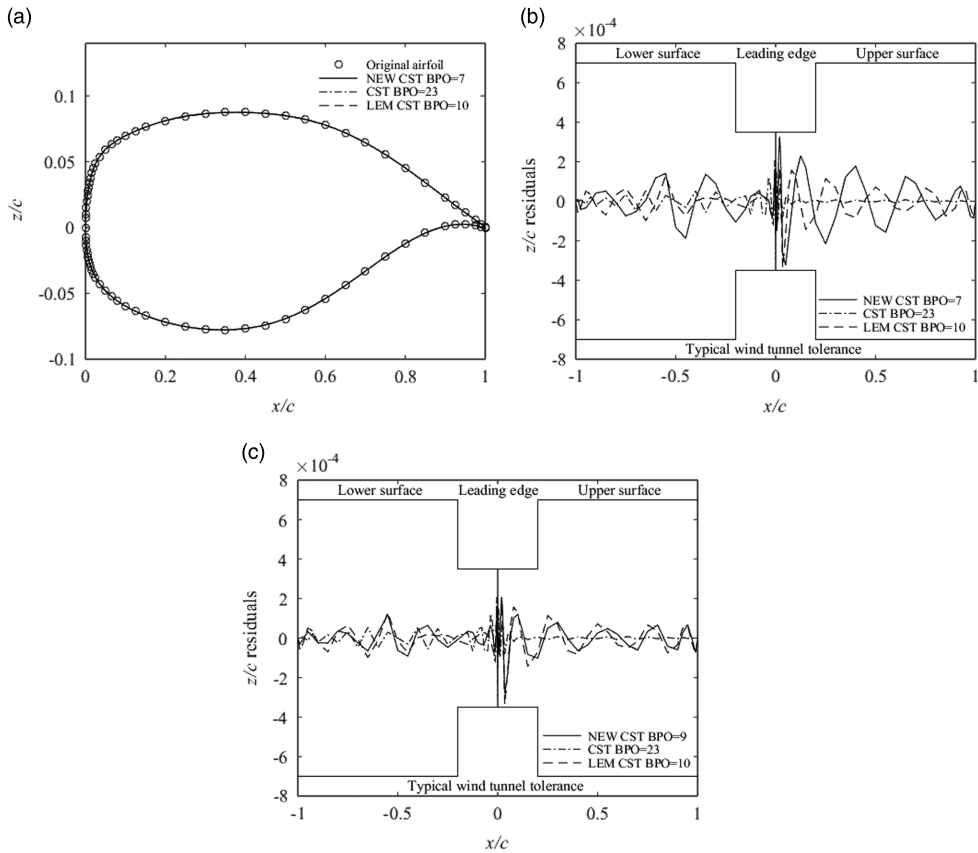 (a)
Original airfoil
NEW CST BPO=7
CST BPO=23
LEM CST BPO=10
0.1
0.05
0
-0.05
-0.1
z/c
0 0.2 0.4 0.6 0.8 1
x/c
(b)
×10-4
Lower surface Leading edge Upper surface
8
6
4
2
0
-2
-4
-6
-8
z/c residuals
NEW CST BPO=7
CST BPO=23
LEM CST BPO=10
Typical wind tunnel tolerance
-1 -0.5 0 0.5 1
x/c
(c)
×10-4
Lower surface Leading edge Upper surface
8
6
4
2
0
-2
-4
-6
-8
z/c residuals
NEW CST BPO=9
CST BPO=23
LEM CST BPO=10
Typical wind tunnel tolerance
-1 -0.5 0 0.5 1
x/c